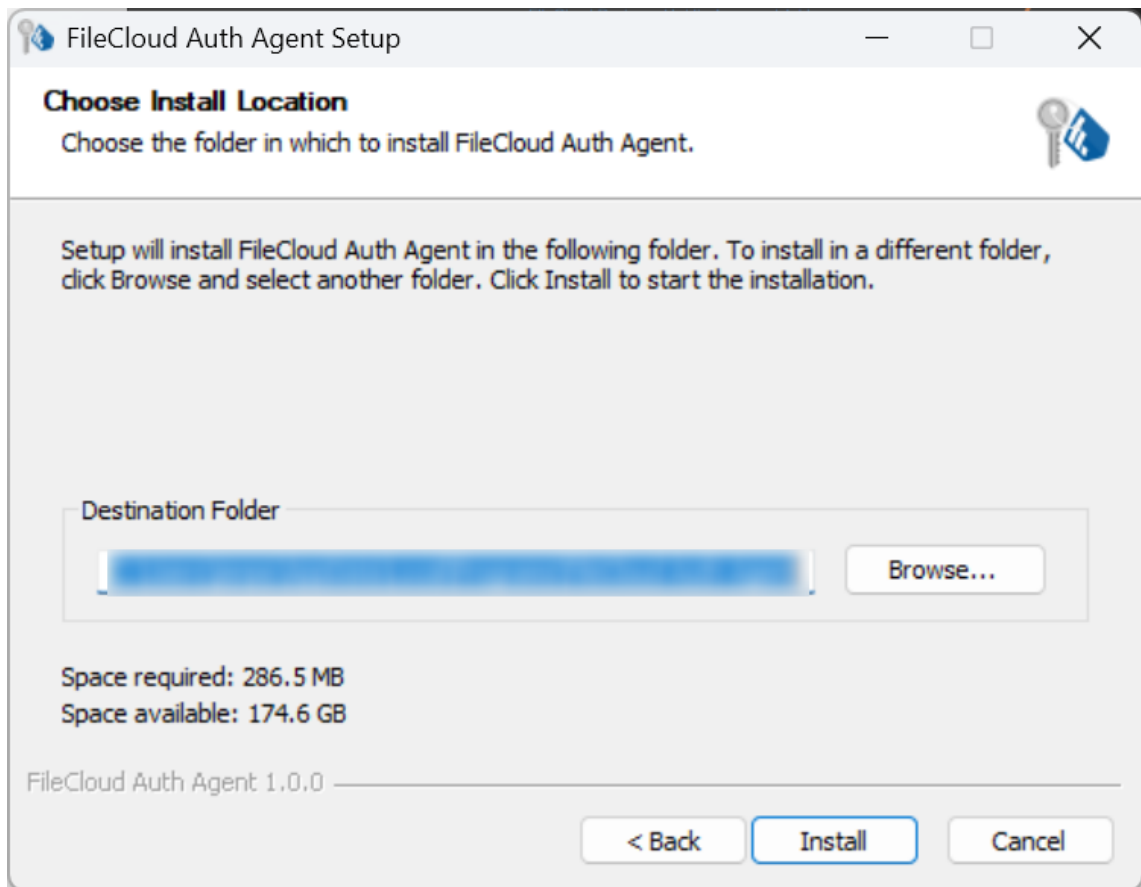 FileCloud Auth Agent Setup
Choose Install Location
Choose the folder in which to install FileCloud Auth Agent.
Setup will install FileCloud Auth Agent in the following folder. To install in a different folder,
click Browse and select another folder. Click Install to start the installation.
Destination Folder
Browse...
Space required: 286.5 MB
Space available: 174.6 GB
FileCloud Auth Agent 1.0.0
< Back
Install
Cancel